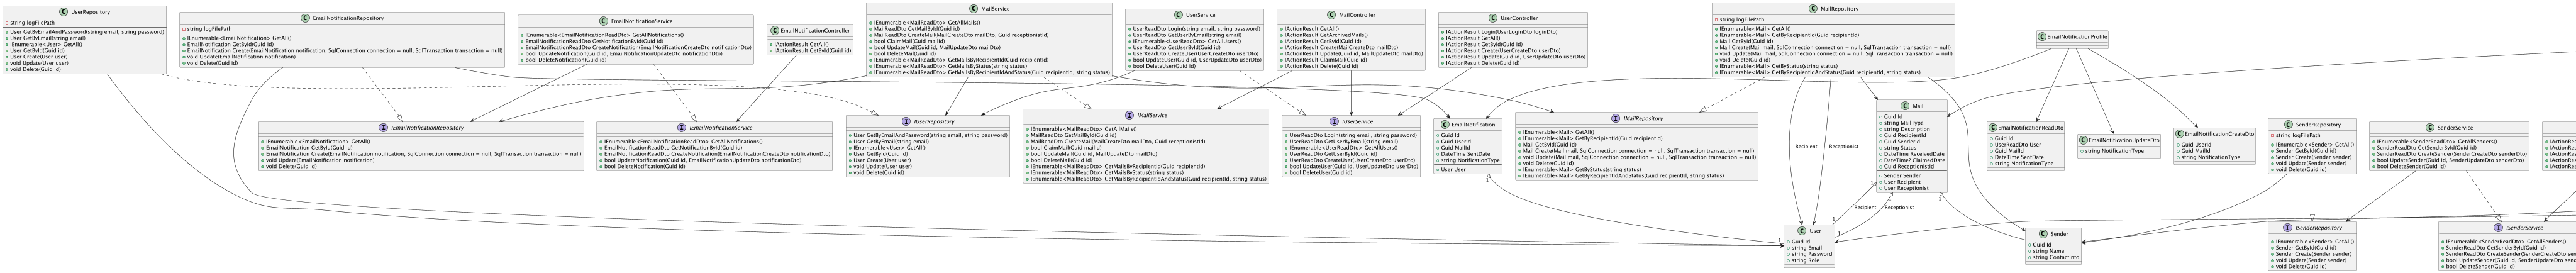 UserRepository
string logFilePath
User GetByEmailAndPassword(string email, string password)
User GetByEmail(string email)
IEnumerable<User> GetAll()
User GetById(Guid id)
User Create(User user)
void Update(User user)
void Delete(Guid id)
EmailNotificationRepository
string logFilePath
IEnumerable<EmailNotification> GetAll()
EmailNotification GetById(Guid id)
EmailNotification Create(EmailNotification notification, SqlConnection connection = null, SqlTransaction transaction = null)
void Update(EmailNotification notification)
void Delete(Guid id)
EmailNotificationService
IEnumerable<EmailNotificationReadDto> GetAllNotifications()
EmailNotificationReadDto GetNotificationById(Guid id)
EmailNotificationReadDto CreateNotification(EmailNotificationCreateDto notificationDto)
bool UpdateNotification(Guid id, EmailNotificationUpdateDto notificationDto)
bool DeleteNotification(Guid id)
EmailNotificationController
IActionResult GetAll()
IActionResult GetById(Guid id)
MailService
IEnumerable<MailReadDto> GetAllMails()
MailReadDto GetMailById(Guid id)
MailReadDto CreateMail(MailCreateDto mailDto, Guid receptionistId)
bool ClaimMail(Guid mailId)
bool UpdateMail(Guid id, MailUpdateDto mailDto)
bool DeleteMail(Guid id)
IEnumerable<MailReadDto> GetMailsByRecipientId(Guid recipientId)
IEnumerable<MailReadDto> GetMailsByStatus(string status)
IEnumerable<MailReadDto> GetMailsByRecipientIdAndStatus(Guid recipientId, string status)
UserService
UserReadDto Login(string email, string password)
UserReadDto GetUserByEmail(string email)
IEnumerable<UserReadDto> GetAllUsers()
UserReadDto GetUserById(Guid id)
UserReadDto CreateUser(UserCreateDto userDto)
bool UpdateUser(Guid id, UserUpdateDto userDto)
bool DeleteUser(Guid id)
MailController
IActionResult GetAll()
IActionResult GetArchivedMails()
IActionResult GetById(Guid id)
IActionResult Create(MailCreateDto mailDto)
IActionResult Update(Guid id, MailUpdateDto mailDto)
IActionResult ClaimMail(Guid id)
IActionResult Delete(Guid id)
UserController
IActionResult Login(UserLoginDto loginDto)
IActionResult GetAll()
IActionResult GetById(Guid id)
IActionResult Create(UserCreateDto userDto)
IActionResult Update(Guid id, UserUpdateDto userDto)
IActionResult Delete(Guid id)
MailRepository
string logFilePath
IEnumerable<Mail> GetAll()
IEnumerable<Mail> GetByRecipientId(Guid recipientId)
Mail GetById(Guid id)
Mail Create(Mail mail, SqlConnection connection = null, SqlTransaction transaction = null)
void Update(Mail mail, SqlConnection connection = null, SqlTransaction transaction = null)
void Delete(Guid id)
IEnumerable<Mail> GetByStatus(string status)
IEnumerable<Mail> GetByRecipientIdAndStatus(Guid recipientId, string status)
EmailNotificationProfile
IEmailNotificationRepository
IEnumerable<EmailNotification> GetAll()
EmailNotification GetById(Guid id)
EmailNotification Create(EmailNotification notification, SqlConnection connection = null, SqlTransaction transaction = null)
void Update(EmailNotification notification)
void Delete(Guid id)
IEmailNotificationService
IEnumerable<EmailNotificationReadDto> GetAllNotifications()
EmailNotificationReadDto GetNotificationById(Guid id)
EmailNotificationReadDto CreateNotification(EmailNotificationCreateDto notificationDto)
bool UpdateNotification(Guid id, EmailNotificationUpdateDto notificationDto)
bool DeleteNotification(Guid id)
IUserRepository
User GetByEmailAndPassword(string email, string password)
User GetByEmail(string email)
IEnumerable<User> GetAll()
User GetById(Guid id)
User Create(User user)
void Update(User user)
void Delete(Guid id)
IMailService
IEnumerable<MailReadDto> GetAllMails()
MailReadDto GetMailById(Guid id)
MailReadDto CreateMail(MailCreateDto mailDto, Guid receptionistId)
bool ClaimMail(Guid mailId)
bool UpdateMail(Guid id, MailUpdateDto mailDto)
bool DeleteMail(Guid id)
IEnumerable<MailReadDto> GetMailsByRecipientId(Guid recipientId)
IEnumerable<MailReadDto> GetMailsByStatus(string status)
IEnumerable<MailReadDto> GetMailsByRecipientIdAndStatus(Guid recipientId, string status)
IUserService
UserReadDto Login(string email, string password)
UserReadDto GetUserByEmail(string email)
IEnumerable<UserReadDto> GetAllUsers()
UserReadDto GetUserById(Guid id)
UserReadDto CreateUser(UserCreateDto userDto)
bool UpdateUser(Guid id, UserUpdateDto userDto)
bool DeleteUser(Guid id)
EmailNotification
Guid Id
Guid UserId
Guid MailId
DateTime SentDate
string NotificationType
User User
IMailRepository
IEnumerable<Mail> GetAll()
IEnumerable<Mail> GetByRecipientId(Guid recipientId)
Mail GetById(Guid id)
Mail Create(Mail mail, SqlConnection connection = null, SqlTransaction transaction = null)
void Update(Mail mail, SqlConnection connection = null, SqlTransaction transaction = null)
void Delete(Guid id)
IEnumerable<Mail> GetByStatus(string status)
IEnumerable<Mail> GetByRecipientIdAndStatus(Guid recipientId, string status)
Recipient
Receptionist
Mail
Guid Id
string MailType
string Description
Guid RecipientId
Guid SenderId
string Status
DateTime ReceivedDate
DateTime? ClaimedDate
Guid ReceptionistId
Sender Sender
User Recipient
User Receptionist
EmailNotificationReadDto
Guid Id
UserReadDto User
Guid MailId
DateTime SentDate
string NotificationType
EmailNotificationUpdateDto
string NotificationType
EmailNotificationCreateDto
Guid UserId
Guid MailId
string NotificationType
SenderRepository
string logFilePath
IEnumerable<Sender> GetAll()
Sender GetById(Guid id)
Sender Create(Sender sender)
void Update(Sender sender)
void Delete(Guid id)
SenderService
IEnumerable<SenderReadDto> GetAllSenders()
SenderReadDto GetSenderById(Guid id)
SenderReadDto CreateSender(SenderCreateDto senderDto)
bool UpdateSender(Guid id, SenderUpdateDto senderDto)
bool DeleteSender(Guid id)
IActionRes
IActionRes
IActionRes
IActionRes
IActionRes
1
1
1
1
Recipient
Receptionist
1
1
1
1
User
Guid Id
string Email
string Password
string Role
Sender
Guid Id
string Name
string ContactInfo
ISenderRepository
IEnumerable<Sender> GetAll()
Sender GetById(Guid id)
Sender Create(Sender sender)
void Update(Sender sender)
void Delete(Guid id)
ISenderService
IEnumerable<SenderReadDto> GetAllSenders()
SenderReadDto GetSenderById(Guid id)
SenderReadDto CreateSender(SenderCreateDto sen
bool UpdateSender(Guid id, SenderUpdateDto sen
bool DeleteSender(Guid id)